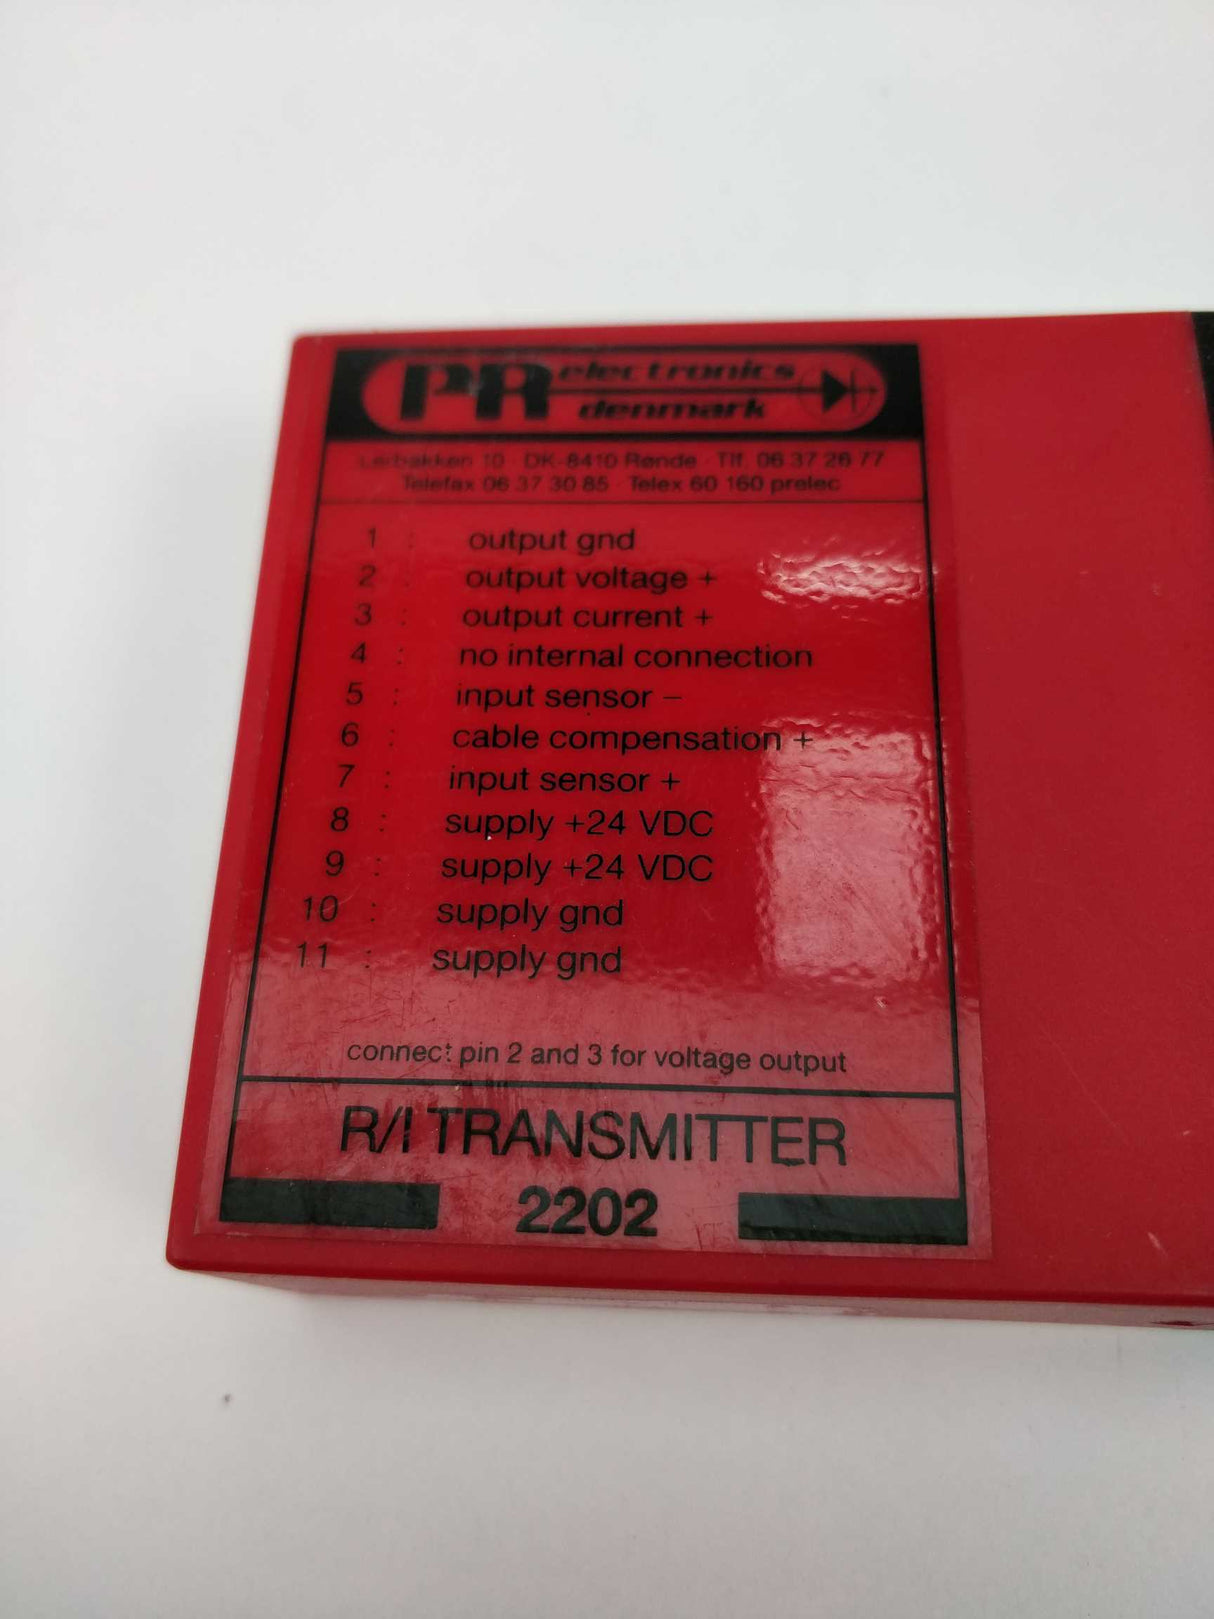 PR electronics
denmark
Lerbakken 10 · DK-8410 Rønde · Tlf. 06 37 26 77
Telefax 06 37 30 85 · Telex 60 160 prelec
1 : output gnd
2 : output voltage +
3 : output current +
4 : no internal connection
5 : input sensor −
6 : cable compensation +
7 : input sensor +
8 : supply +24 VDC
9 : supply +24 VDC
10 : supply gnd
11 : supply gnd
connect pin 2 and 3 for voltage output
R/I TRANSMITTER
2202